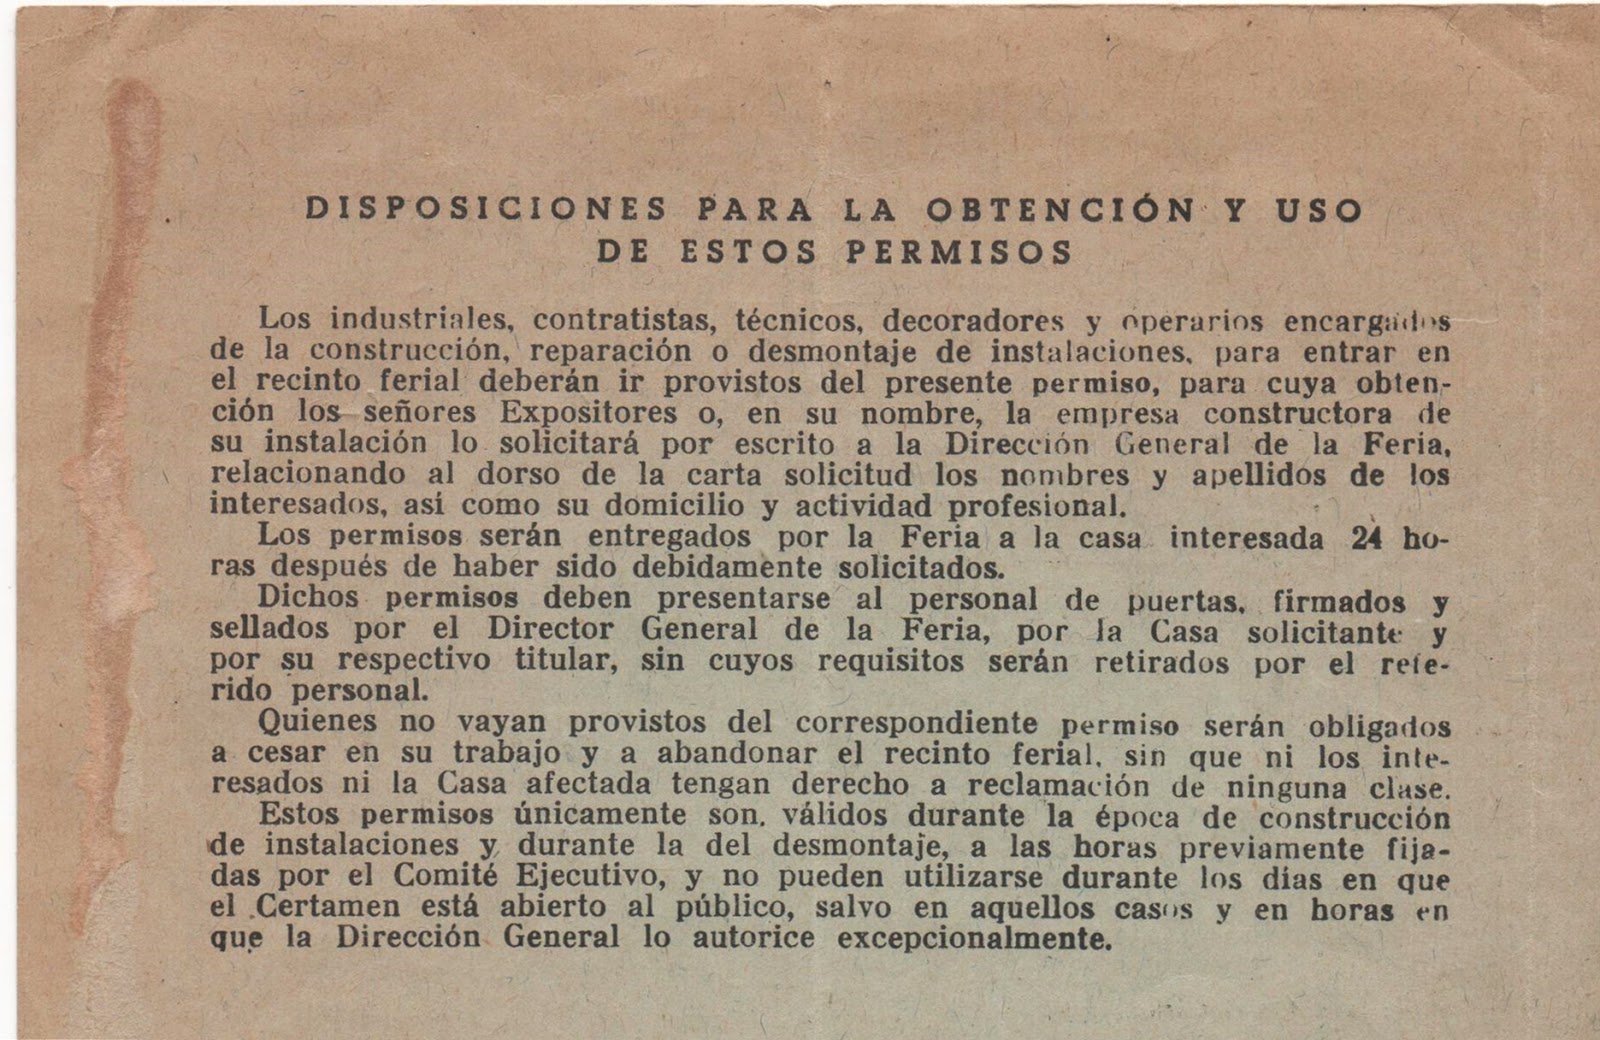 DISPOSICIONES PARA LA OBTENCIÓN Y USO
DE ESTOS PERMISOS
Los industriales, contratistas, técnicos, decoradores y operarios encargados
de la construcción, reparación o desmontaje de instalaciones, para entrar en
el recinto ferial deberán ir provistos del presente permiso, para cuya obten-
ción los señores Expositores o, en su nombre, la empresa constructora de
su instalación lo solicitará por escrito a la Dirección General de la Feria,
relacionando al dorso de la carta solicitud los nombres y apellidos de los
interesados, así como su domicilio y actividad profesional.
Los permisos serán entregados por la Feria a la casa interesada 24 ho-
ras después de haber sido debidamente solicitados.
Dichos permisos deben presentarse al personal de puertas, firmados y
sellados por el Director General de la Feria, por la Casa solicitante y
por su respectivo titular, sin cuyos requisitos serán retirados por el refe-
rido personal.
Quienes no vayan provistos del correspondiente permiso serán obligados
a cesar en su trabajo y a abandonar el recinto ferial, sin que ni los inte-
resados ni la Casa afectada tengan derecho a reclamación de ninguna clase.
Estos permisos únicamente son válidos durante la época de construcción
de instalaciones y durante la del desmontaje, a las horas previamente fija-
das por el Comité Ejecutivo, y no pueden utilizarse durante los días en que
el Certamen está abierto al público, salvo en aquellos casos y en horas en
que la Dirección General lo autorice excepcionalmente.